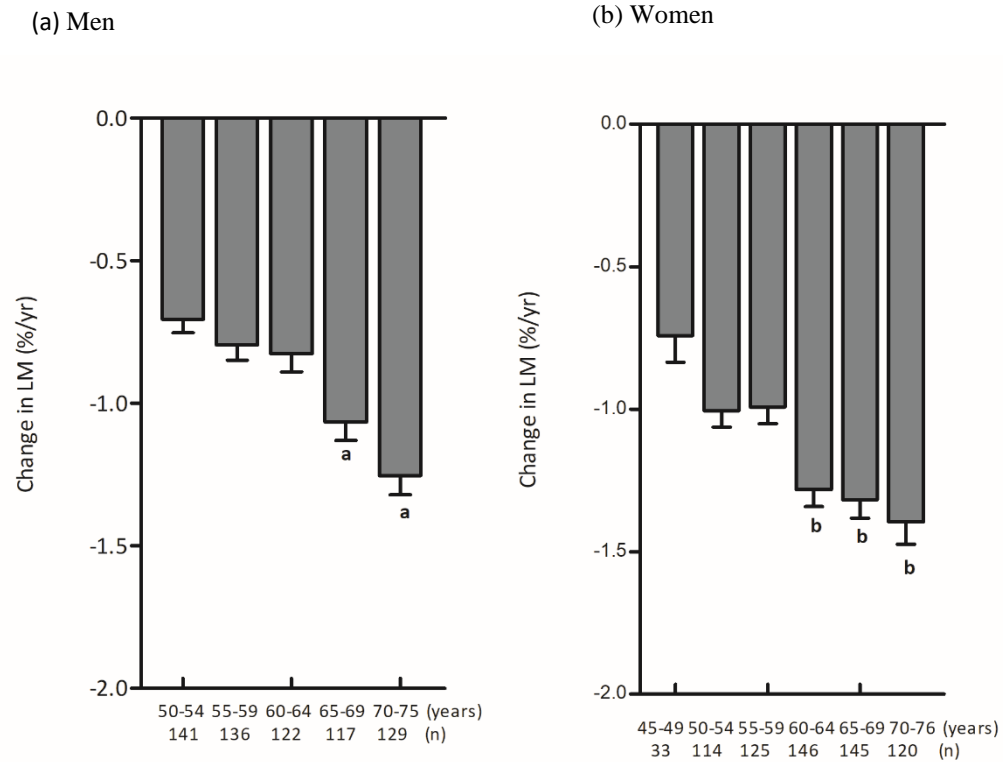 (a) Men
0.0
-0.5
-1.0
-1.5
-2.0
Change in LM (%/yr)
a
a
50-54 55-59 60-64 65-69 70-75 (years)
141 136 122 117 129 (n)
(b) Women
0.0
-0.5
-1.0
-1.5
-2.0
Change in LM (%/yr)
b
b
b
45-49 50-54 55-59 60-64 65-69 70-76 (years)
33 114 125 146 145 120 (n)